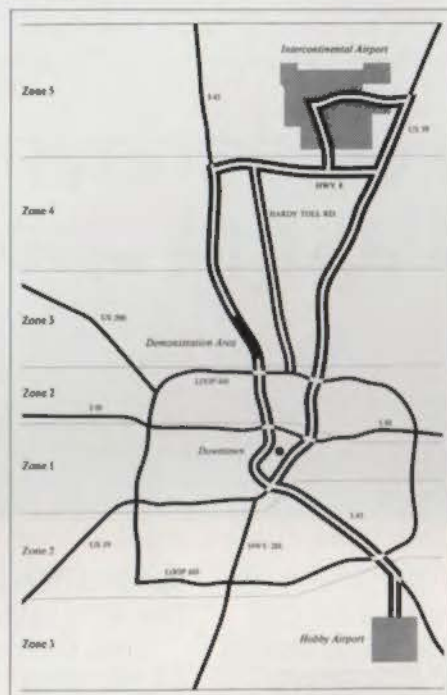 Intercontinental Airport
Zone 5
I-45
US 59
HWY 8
Zone 4
HARDY TOLL RD.
Zone 3
US 290
Demonstration Area
LOOP 610
Zone 2
I-10
I-10
Downtown
Zone 1
I-45
US 59
HWY. 288
Zone 2
LOOP 610
Zone 3
Hobby Airport